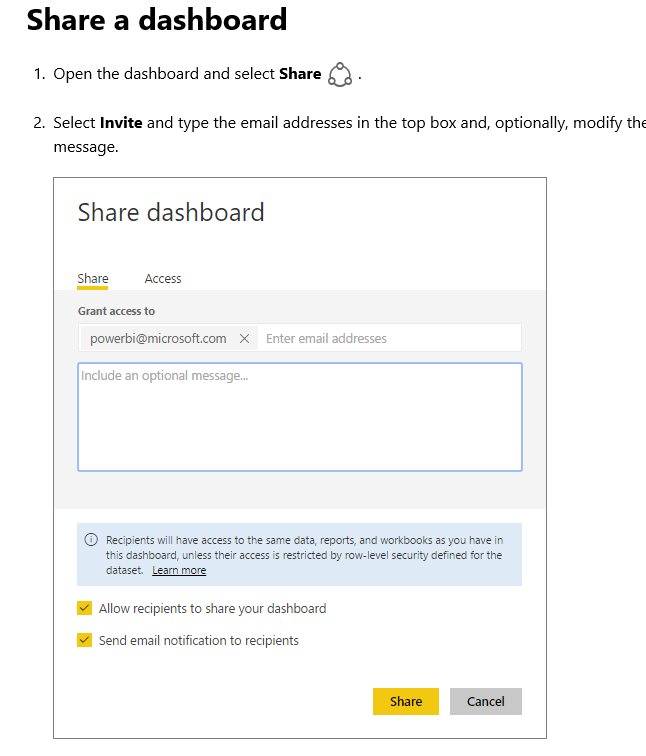 Share a dashboard
1. Open the dashboard and select Share .
2. Select Invite and type the email addresses in the top box and, optionally, modify the
message.
Share dashboard
Share Access
Grant access to
powerbi@microsoft.com Enter email addresses
Include an optional message...
Recipients will have access to the same data, reports, and workbooks as you have in
this dashboard, unless their access is restricted by row-level security defined for the
dataset. Learn more
Allow recipients to share your dashboard
Send email notification to recipients
Share Cancel